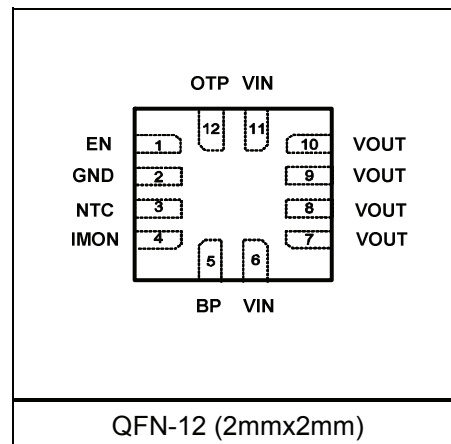 OTP VIN
12 11
EN 1 10 VOUT
GND 2 9 VOUT
NTC 3 8 VOUT
IMON 4 7 VOUT
5 6
BP VIN
QFN-12 (2mmx2mm)